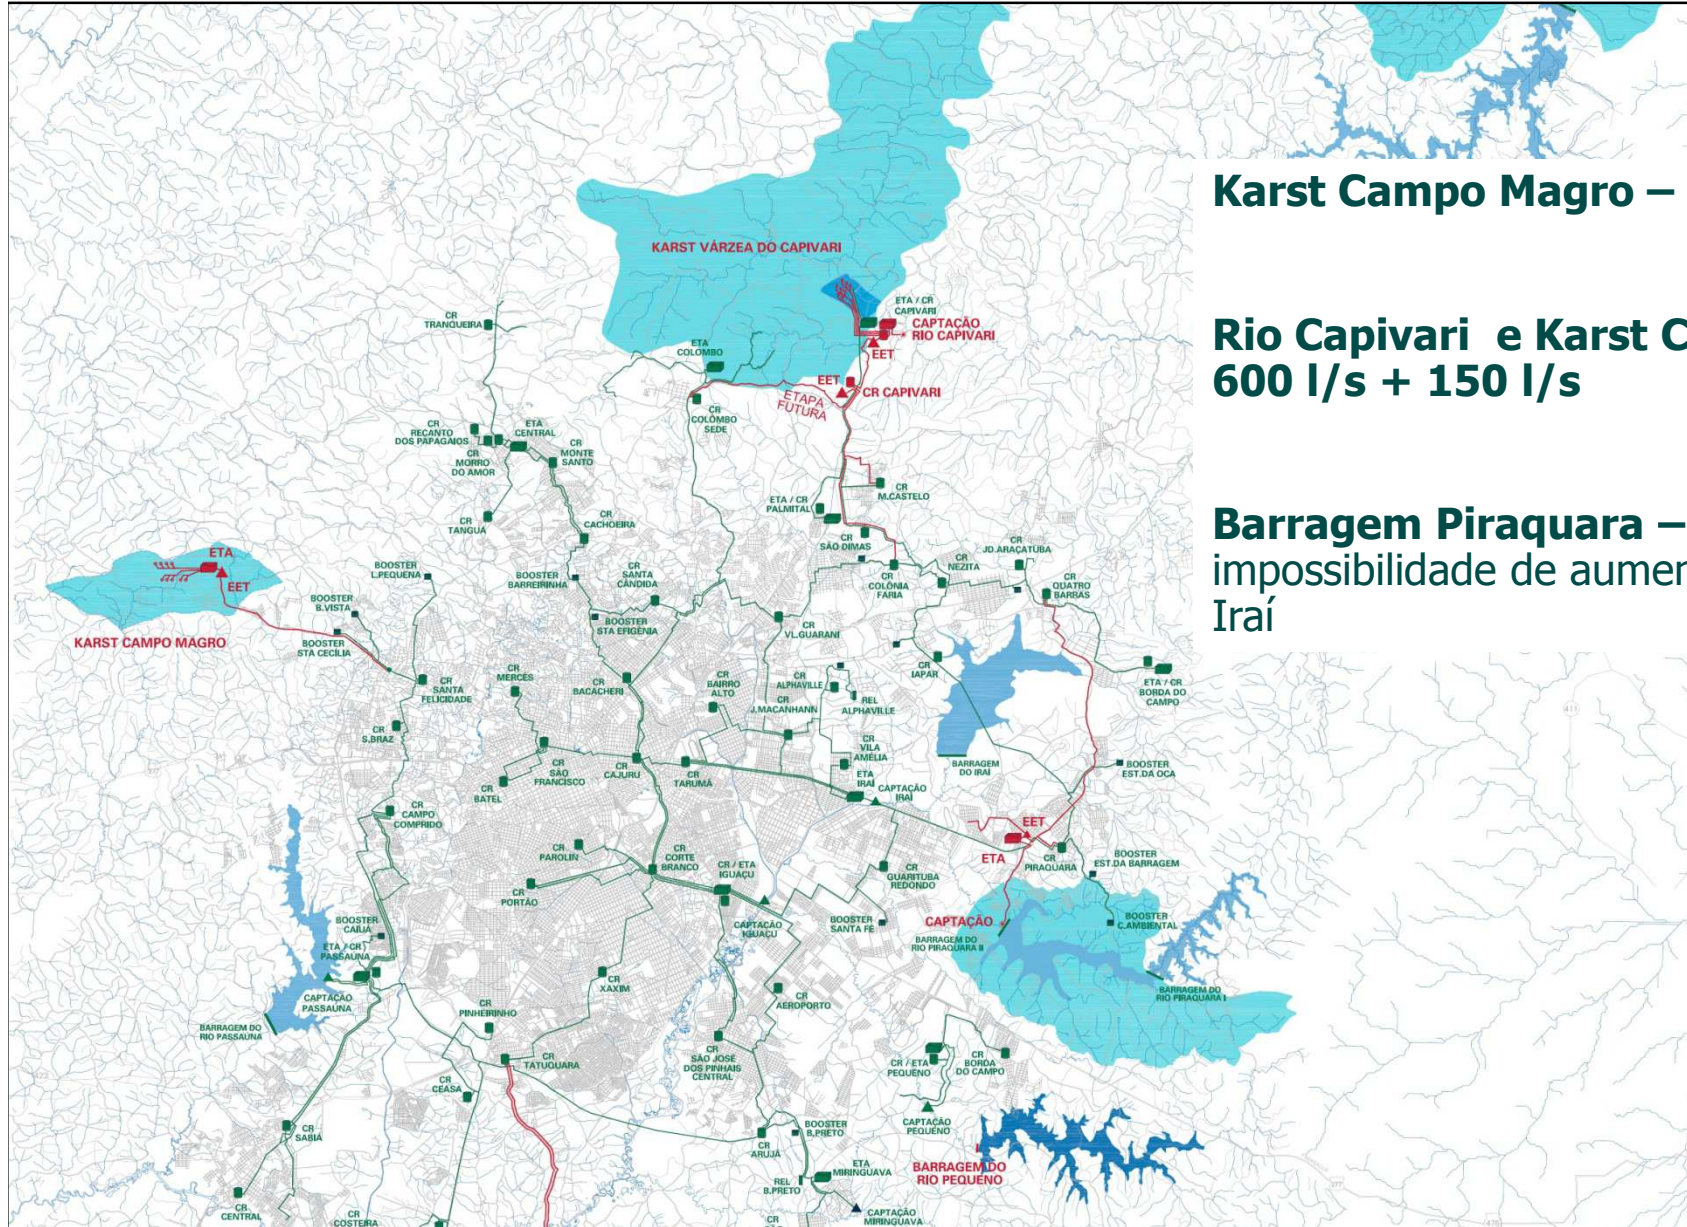 Karst Campo Magro –
Rio Capivari e Karst C
600 l/s + 150 l/s
Barragem Piraquara –
impossibilidade de aumen
Iraí
KARST VÁRZEA DO CAPIVARI
ETA / CR
CAPIVARI
CAPTAÇÃO
RIO CAPIVARI
EET
CR
TRANQUEIRA
ETA
COLOMBO
EET
CR CAPIVARI
ETAPA
FUTURA
CR
COLOMBO
SEDE
CR
RECANTO
DOS PAPAGAIOS
ETA
CENTRAL
CR
MORRO
DO AMOR
CR
MONTE
SANTO
CR
M.CASTELO
ETA / CR
PALMITAL
CR
TANGUÁ
CR
CACHOEIRA
CR
SÃO DIMAS
CR
JD.ARAÇATUBA
CR
NEZITA
CR
COLÔNIA
FARIA
CR
QUATRO
BARRAS
ETA
EET
KARST CAMPO MAGRO
BOOSTER
L.PEQUENA
BOOSTER
B.VISTA
BOOSTER
STA CECÍLIA
BOOSTER
BARREIRINHA
CR
SANTA
CÂNDIDA
BOOSTER
STA EFIGÊNIA
CR
VL.GUARANI
CR
MERCES
CR
SANTA
FELICIDADE
CR
BACACHERI
CR
BAIRRO
ALTO
CR
ALPHAVILLE
CR
J.MACANHANN
REL
ALPHAVILLE
CR
IAPAR
ETA / CR
BORDA DO
CAMPO
CR
S.BRAZ
CR
SÃO
FRANCISCO
CR
BATEL
CR
CAJURU
CR
TARUMÃ
CR
VILA
AMÉLIA
ETA
IRAÍ
CAPTAÇÃO
IRAÍ
BARRAGEM
DO IRAÍ
BOOSTER
EST.DA OCA
411
CR
CAMPO
COMPRIDO
CR
PAROLIN
CR
CORTE
BRANCO
CR / ETA
IGUAÇU
EET
ETA
CR
PIRAQUARA
BOOSTER
EST.DA BARRAGEM
CR
GUARITUBA
REDONDO
CR
PORTÃO
CAPTAÇÃO
IGUAÇU
BOOSTER
SANTA FÉ
CAPTAÇÃO
BARRAGEM DO
RIO PIRAQUARA II
BOOSTER
C.AMBIENTAL
BOOSTER
CAIUÁ
ETA / CR
PASSAÚNA
CAPTAÇÃO
PASSAÚNA
BARRAGEM DO
RIO PASSAÚNA
CR
XAXIM
CR
AEROPORTO
BARRAGEM DO
RIO PIRAQUARA I
CR
PINHEIRINHO
CR
TATUQUARA
CR
SÃO JOSÉ
DOS PINHAIS
CENTRAL
CR / ETA
PEQUENO
CR
BORDA
DO CAMPO
CR
CEASA
CAPTAÇÃO
PEQUENO
CR
SABIÁ
CR
ARUJÁ
BOOSTER
B.PRETO
BARRAGEM DO
RIO PEQUENO
ETA
MIRINGUAVA
REL
B.PRETO
277
CR
CENTRAL
CR
COSTEIRA
CR
CAPTAÇÃO
MIRINGUAVA